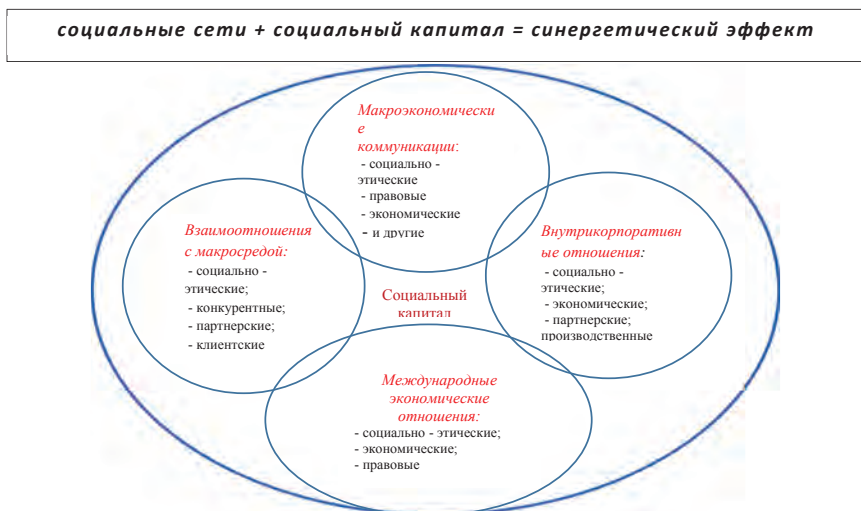 социальные сети + социальный капитал = синергетический эффект
Макроэкономически
е
коммуникации:
- социально -
этические
- правовые
- экономические
- и другие
Взаимоотношения
с макросредой:
- социально -
этические;
- конкурентные;
- партнерские;
- клиентские
Внутрикорпоративн
ые отношения:
- социально -
этические;
- экономические;
- партнерские;
производственные
Социальный
капитал
Международные
экономические
отношения:
- социально - этические;
- экономические;
- правовые